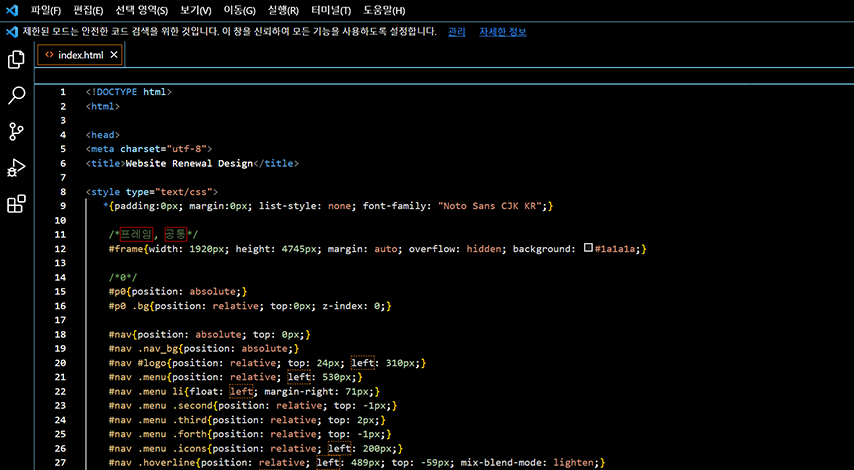 파일(F) 편집(E) 선택 영역(S) 보기(V) 이동(G) 실행(R) 터미널(T) 도움말(H)
제한된 모드는 안전한 코드 검색을 위한 것입니다. 이 창을 신뢰하여 모든 기능을 사용하도록 설정합니다. 관리 자세한 정보
<> index.html ×
1 <!DOCTYPE html>
2 <html>
3
4 <head>
5 <meta charset="utf-8">
6 <title>Website Renewal Design</title>
7
8 <style type="text/css">
9 *{padding:0px; margin:0px; list-style: none; font-family: "Noto Sans CJK KR";}
10
11 /*프레임, 공통*/
12 #frame{width: 1920px; height: 4745px; margin: auto; overflow: hidden; background: #1a1a1a;}
13
14 /*0*/
15 #p0{position: absolute;}
16 #p0 .bg{position: relative; top:0px; z-index: 0;}
17
18 #nav{position: absolute; top: 0px;}
19 #nav .nav_bg{position: absolute;}
20 #nav #logo{position: relative; top: 24px; left: 310px;}
21 #nav .menu{position: relative; left: 530px;}
22 #nav .menu li{float: left; margin-right: 71px;}
23 #nav .menu .second{position: relative; top: -1px;}
24 #nav .menu .third{position: relative; top: 2px;}
25 #nav .menu .forth{position: relative; top: -1px;}
26 #nav .menu .icons{position: relative; left: 200px;}
27 #nav .hoverline{position: relative; left: 489px; top: -59px; mix-blend-mode: lighten;}